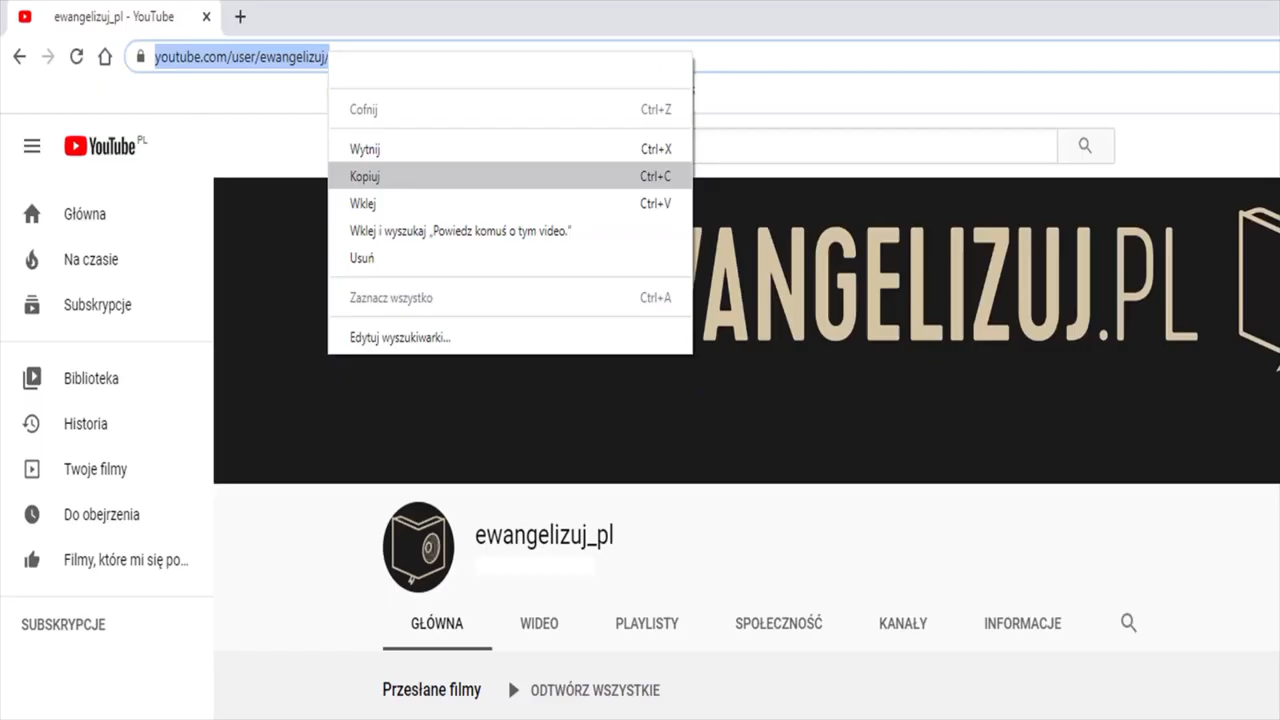 ewangelizuj_pl - YouTube
youtube.com/user/ewangelizuj/
Cofnij Ctrl+Z
Wytnij Ctrl+X
Kopiuj Ctrl+C
Wklej Ctrl+V
Wklej i wyszukaj „Powiedz komuś o tym video.”
Usuń
Zaznacz wszystko Ctrl+A
Edytuj wyszukiwarki...
YouTube PL
Główna
Na czasie
Subskrypcje
Biblioteka
Historia
Twoje filmy
Do obejrzenia
Filmy, które mi się po...
SUBSKRYPCJE
WANGELIZUJ.PL
ewangelizuj_pl
GŁÓWNA WIDEO PLAYLISTY SPOŁECZNOŚĆ KANAŁY INFORMACJE
Przesłane filmy ODTWÓRZ WSZYSTKIE